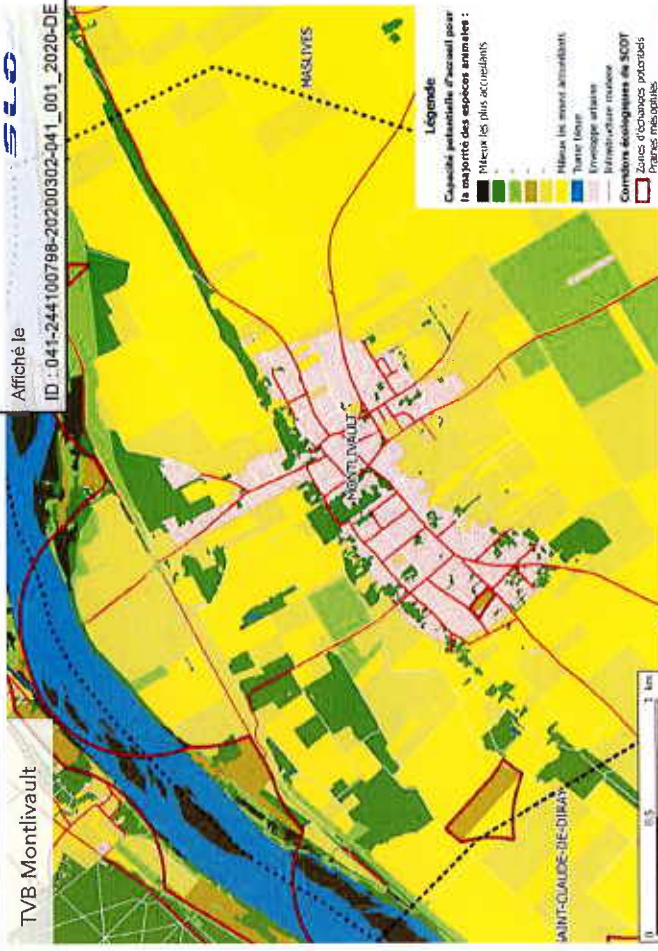 TVB Montlivault
Affiché le
SLO
ID : 041-244100798-20200302-041_001_2020-DE
MASLIVES
MONTLIVAULT
SAINT-CLAUDE-DE-DIRAY
Légende
Capacité potentielle d'accueil pour
la majorité des espèces animales :
Milieux les plus accueillants
-
-
-
-
Milieux les moins accueillants
Trame bleue
Enveloppe urbaine
Infrastructure routière
Corridors écologiques du SCOT
Zones d'échanges potentiels
Prairies mésophiles
0
0.5
1 km